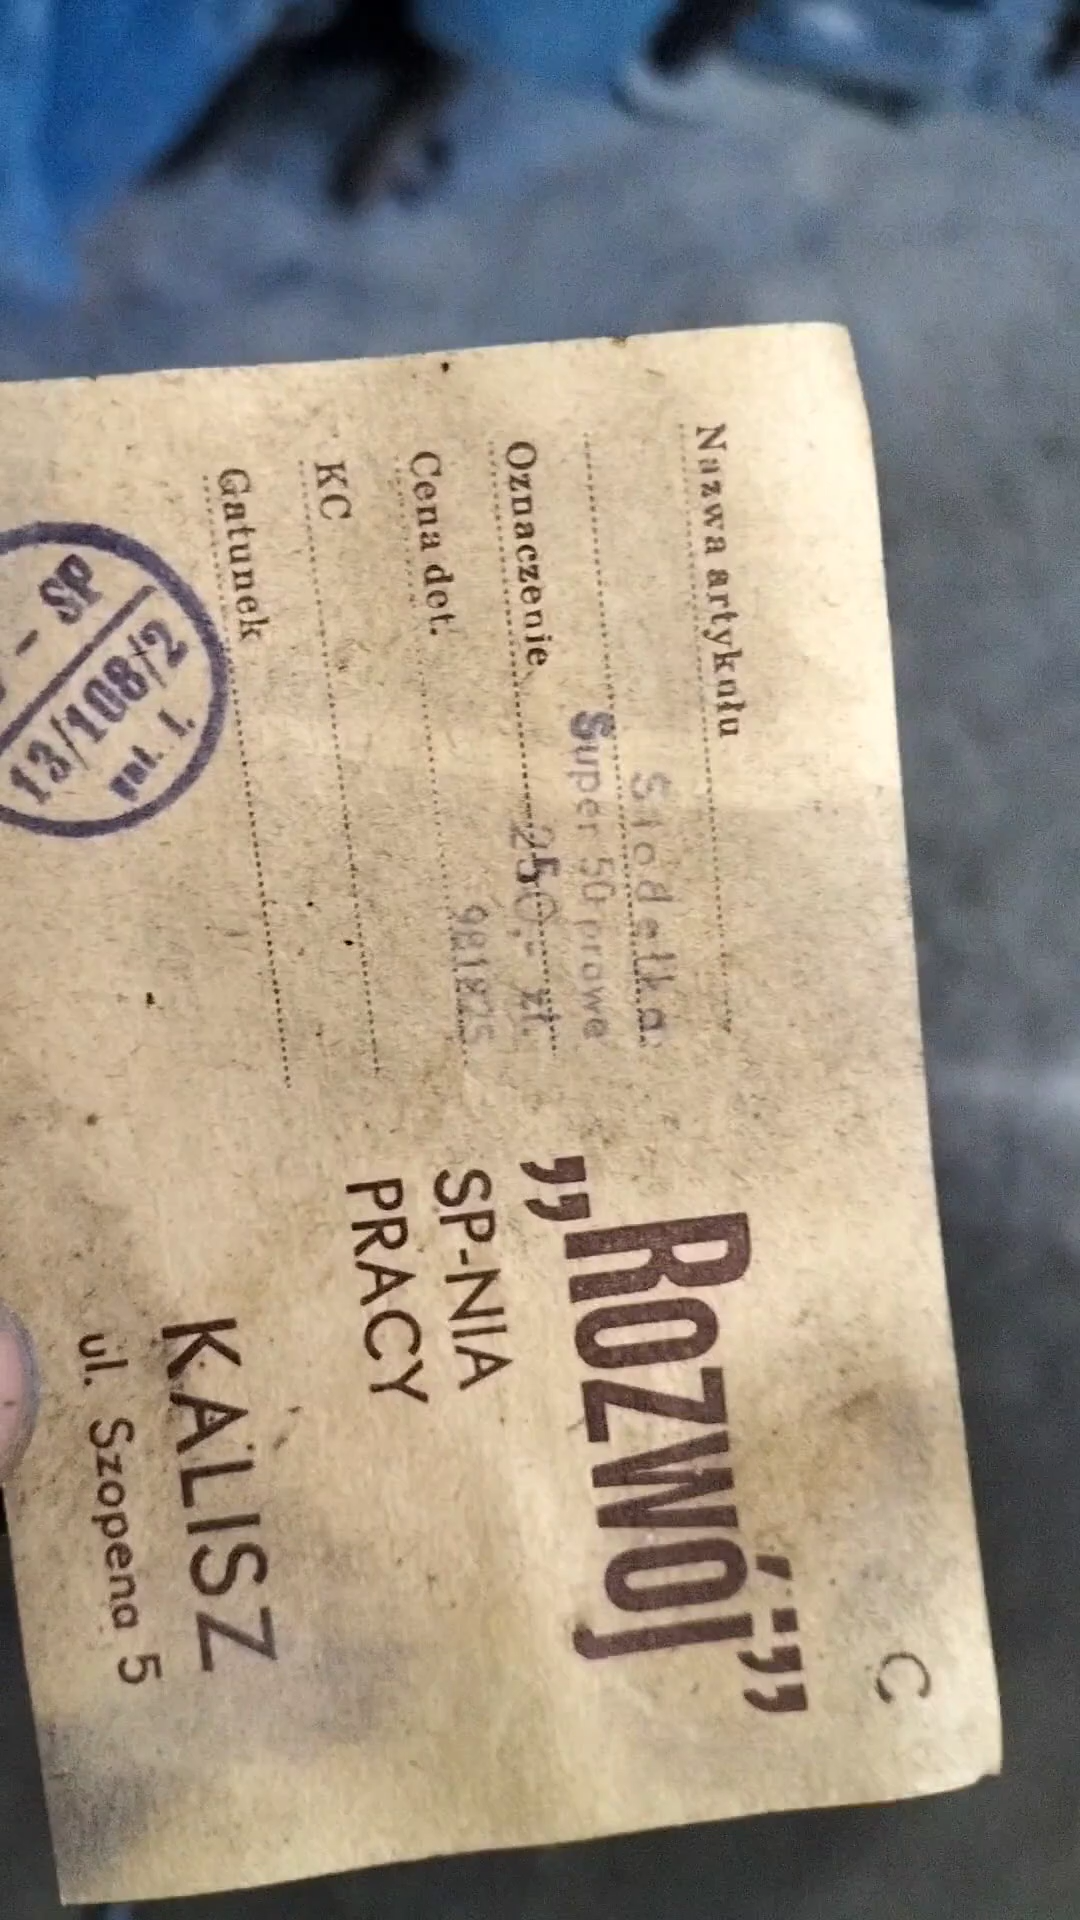 C
„Rozwój”
SP-NIA
PRACY
KALISZ
ul. Szopena 5
Nazwa artykułu
Siodełka
Super 50 prawe
Oznaczenie
250,- zł.
Cena det.
KC
Gatunek
- SP
13/108/2
gat. I.